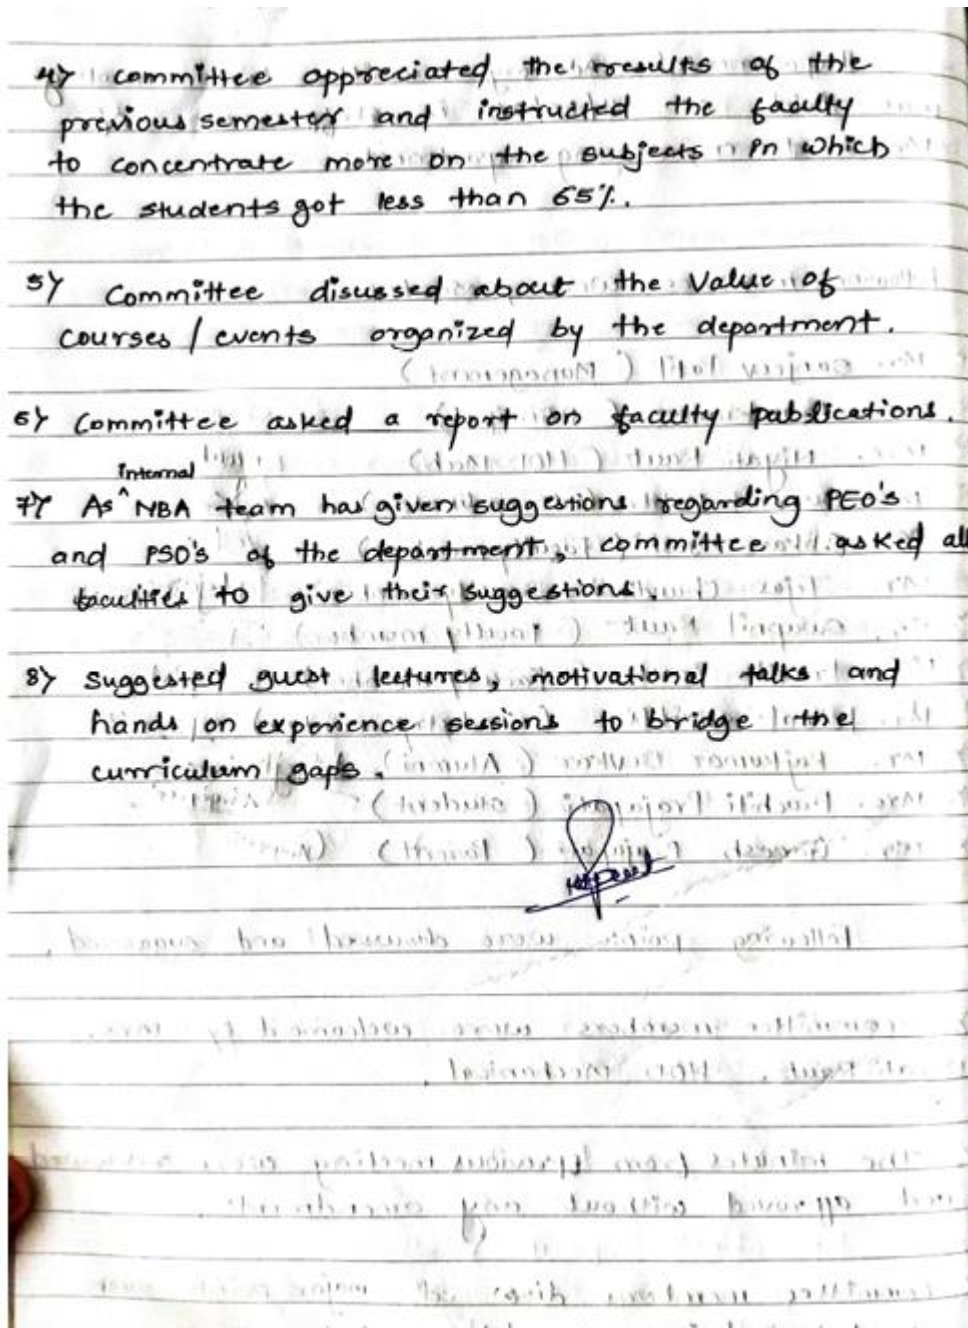 4) Committee appreciated the results of the
previous semester and instructed the faculty
to concentrate more on the subjects in which
the students got less than 65%.
5) Committee disussed about the value of
courses / events organized by the department.
6) Committee asked a report on faculty publications.
internal
7) As ^ NBA team has given suggestions regarding PEO's
and PSO's of the department, committee asked all
faculties to give their suggestions.
8) Suggested guest lectures, motivational talks and
hands on experience sessions to bridge the
curriculum gaps.